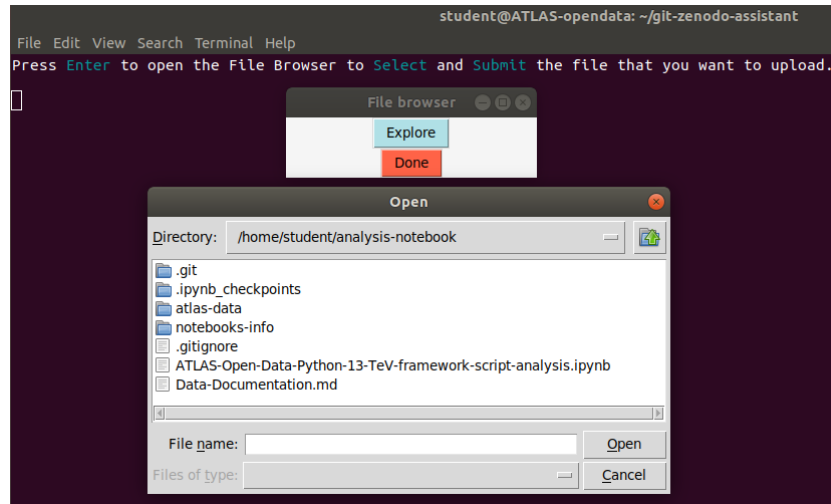 student@ATLAS-opendata: ~/git-zenodo-assistant
File Edit View Search Terminal Help
Press Enter to open the File Browser to Select and Submit the file that you want to upload.
File browser
Explore
Done
Open
Directory: /home/student/analysis-notebook
.git
.ipynb_checkpoints
atlas-data
notebooks-info
.gitignore
ATLAS-Open-Data-Python-13-TeV-framework-script-analysis.ipynb
Data-Documentation.md
File name: Open
Files of type: Cancel